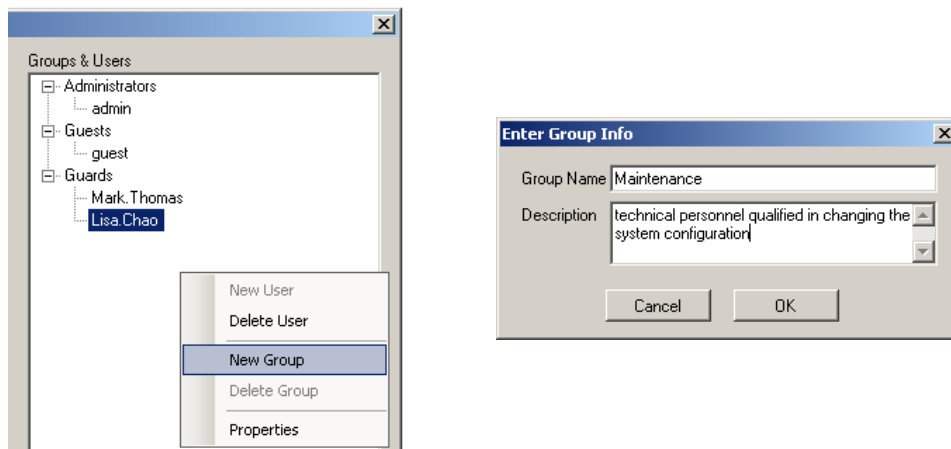 Groups & Users
Administrators
admin
Guests
guest
Guards
Mark.Thomas
Lisa.Chao
New User
Delete User
New Group
Delete Group
Properties
Enter Group Info
Group Name Maintenance
Description technical personnel qualified in changing the
system configuration
Cancel OK